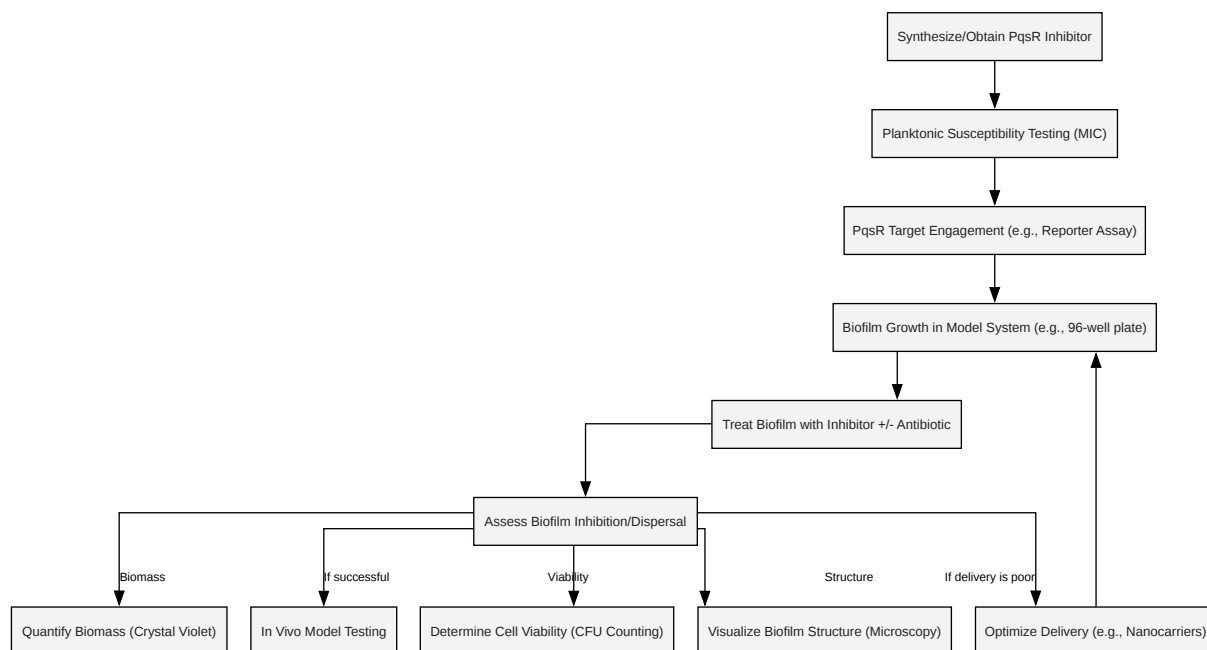 Synthesize/Obtain PqsR Inhibitor
Planktonic Susceptibility Testing (MIC)
PqsR Target Engagement (e.g., Reporter Assay)
Biofilm Growth in Model System (e.g., 96-well plate)
Treat Biofilm with Inhibitor +/- Antibiotic
Assess Biofilm Inhibition/Dispersal
Biomass
If successful
Viability
Structure
If delivery is poor
Quantify Biomass (Crystal Violet)
In Vivo Model Testing
Determine Cell Viability (CFU Counting)
Visualize Biofilm Structure (Microscopy)
Optimize Delivery (e.g., Nanocarriers)